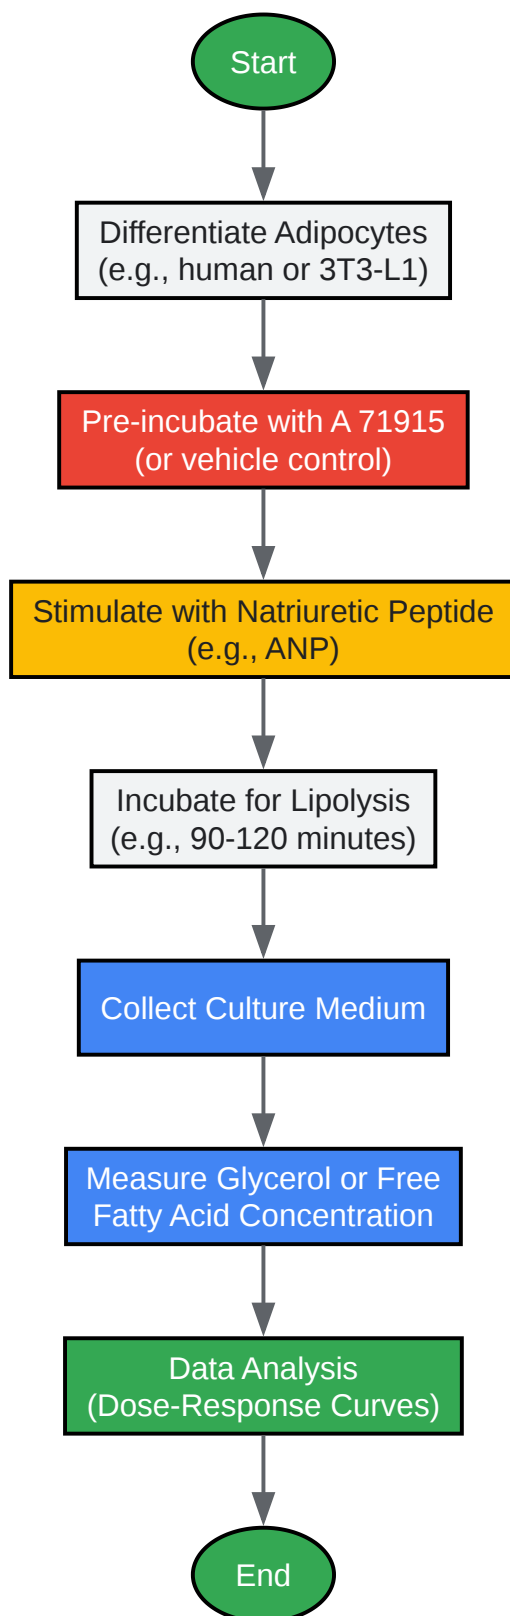 Start
Differentiate Adipocytes
(e.g., human or 3T3-L1)
Pre-incubate with A 71915
(or vehicle control)
Stimulate with Natriuretic Peptide
(e.g., ANP)
Incubate for Lipolysis
(e.g., 90-120 minutes)
Collect Culture Medium
Measure Glycerol or Free
Fatty Acid Concentration
Data Analysis
(Dose-Response Curves)
End